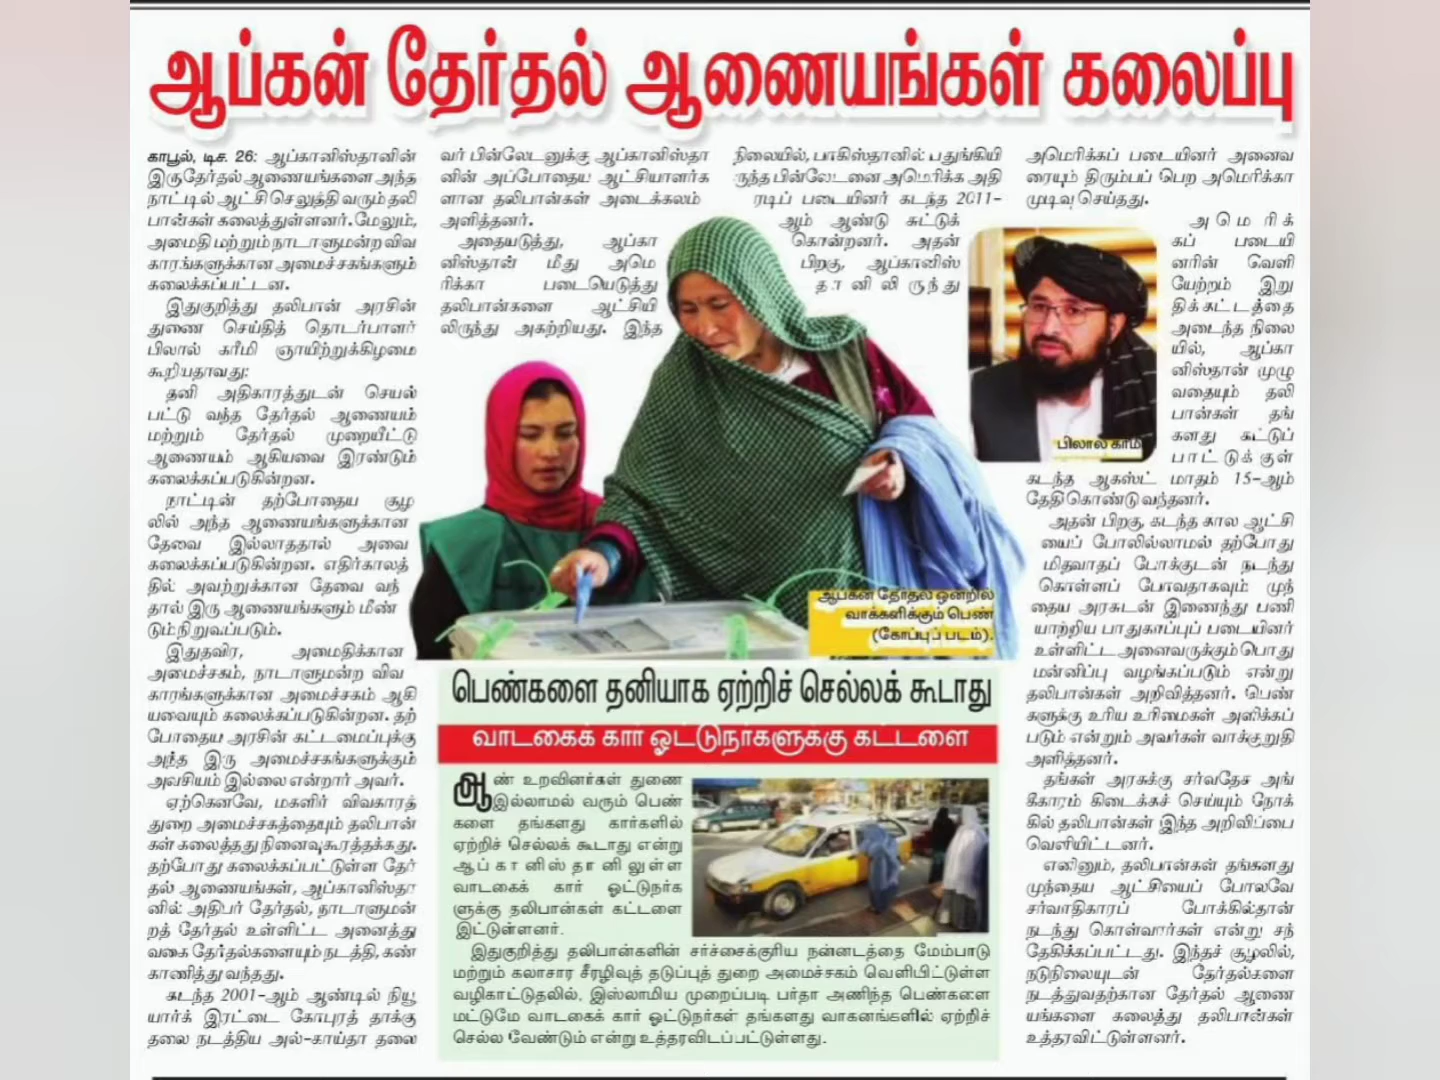 ஆப்கன் தேர்தல் ஆணையங்கள் கலைப்பு
காபூல், டிச. 26: ஆப்கானிஸ்தானின்
இரு தேர்தல் ஆணையங்களை அந்த
நாட்டில் ஆட்சி செலுத்தி வரும் தலி
பான்கள் கலைத்துள்ளனர். மேலும்,
அமைதி மற்றும் நாடாளுமன்ற விவ
காரங்களுக்கான அமைச்சகங்களும்
கலைக்கப்பட்டன.
இதுகுறித்து தலிபான் அரசின்
துணை செய்தித் தொடர்பாளர்
பிலால் கரீமி ஞாயிற்றுக்கிழமை
கூறியதாவது:
தனி அதிகாரத்துடன் செயல்
பட்டு வந்த தேர்தல் ஆணையம்
மற்றும் தேர்தல் முறையீட்டு
ஆணையம் ஆகியவை இரண்டும்
கலைக்கப்படுகின்றன.
நாட்டின் தற்போதைய சூழ
லில் அந்த ஆணையங்களுக்கான
தேவை இல்லாததால் அவை
கலைக்கப்படுகின்றன. எதிர்காலத்
தில் அவற்றுக்கான தேவை வந்
தால் இரு ஆணையங்களும் மீண்
டும் நிறுவப்படும்.
இதுதவிர, அமைதிக்கான
அமைச்சகம், நாடாளுமன்ற விவ
காரங்களுக்கான அமைச்சகம் ஆகி
யவையும் கலைக்கப்படுகின்றன. தற்
போதைய அரசின் கட்டமைப்புக்கு
அந்த இரு அமைச்சகங்களுக்கும்
அவசியம் இல்லை என்றார் அவர்.
ஏற்கெனவே, மகளிர் விவகாரத்
துறை அமைச்சகத்தையும் தலிபான்
கள் கலைத்தது நினைவுகூரத்தக்கது.
தற்போது கலைக்கப்பட்டுள்ள தேர்
தல் ஆணையங்கள், ஆப்கானிஸ்தா
னில் அதிபர் தேர்தல், நாடாளுமன்
றத் தேர்தல் உள்ளிட்ட அனைத்து
வகை தேர்தல்களையும் நடத்தி, கண்
காணித்து வந்தது.
கடந்த 2001-ஆம் ஆண்டில் நியூ
யார்க் இரட்டை கோபுரத் தாக்கு
தலை நடத்திய அல்-காய்தா தலை
வர் பின்லேடனுக்கு ஆப்கானிஸ்தா
னின் அப்போதைய ஆட்சியாளர்க
ளான தலிபான்கள் அடைக்கலம்
அளித்தனர்.
அதையடுத்து, ஆப்கா
னிஸ்தான் மீது அமெ
ரிக்கா படையெடுத்து
தலிபான்களை ஆட்சியி
லிருந்து அகற்றியது. இந்த
நிலையில், பாகிஸ்தானில் பதுங்கியி
ருந்த பின்லேடனை அமெரிக்க அதி
ரடிப் படையினர் கடந்த 2011-
ஆம் ஆண்டு சுட்டுக்
கொன்றனர். அதன்
பிறகு, ஆப்கானிஸ்
தானிலிருந்து
அமெரிக்கப் படையினர் அனைவ
ரையும் திரும்பப் பெற அமெரிக்கா
முடிவு செய்தது.
அமெரிக்
கப் படையி
னரின் வெளி
யேற்றம் இறு
திக்கட்டத்தை
அடைந்த நிலை
யில், ஆப்கா
னிஸ்தான் முழு
வதையும் தலி
பான்கள் தங்
களது கட்டுப்
பாட்டுக்குள்
கடந்த ஆகஸ்ட் மாதம் 15-ஆம்
தேதி கொண்டு வந்தனர்.
அதன் பிறகு, கடந்த கால ஆட்சி
யைப் போலில்லாமல் தற்போது
மிதவாதப் போக்குடன் நடந்து
கொள்ளப் போவதாகவும் முந்
தைய அரசுடன் இணைந்து பணி
யாற்றிய பாதுகாப்புப் படையினர்
உள்ளிட்ட அனைவருக்கும் பொது
மன்னிப்பு வழங்கப்படும் என்று
தலிபான்கள் அறிவித்தனர். பெண்
களுக்கு உரிய உரிமைகள் அளிக்கப்
படும் என்றும் அவர்கள் வாக்குறுதி
அளித்தனர்.
தங்கள் அரசுக்கு சர்வதேச அங்
கீகாரம் கிடைக்கச் செய்யும் நோக்
கில் தலிபான்கள் இந்த அறிவிப்பை
வெளியிட்டனர்.
எனினும், தலிபான்கள் தங்களது
முந்தைய ஆட்சியைப் போலவே
சர்வாதிகாரப் போக்கில்தான்
நடந்து கொள்வார்கள் என்று சந்
தேகிக்கப்பட்டது. இந்தச் சூழலில்,
நடுநிலையுடன் தேர்தல்களை
நடத்துவதற்கான தேர்தல் ஆணை
யங்களை கலைத்து தலிபான்கள்
உத்தரவிட்டுள்ளனர்.
பிலால் கரீமி
ஆப்கன் தேர்தல் ஒன்றில்
வாக்களிக்கும் பெண்
(கோப்புப் படம்).
பெண்களை தனியாக ஏற்றிச் செல்லக் கூடாது
வாடகைக் கார் ஓட்டுநர்களுக்கு கட்டளை
ஆண் உறவினர்கள் துணை
இல்லாமல் வரும் பெண்
களை தங்களது கார்களில்
ஏற்றிச் செல்லக் கூடாது என்று
ஆப்கானிஸ்தானிலுள்ள
வாடகைக் கார் ஓட்டுநர்க
ளுக்கு தலிபான்கள் கட்டளை
இட்டுள்ளனர்.
இதுகுறித்து தலிபான்களின் சர்ச்சைக்குரிய நன்னடத்தை மேம்பாடு
மற்றும் கலாசார சீரழிவுத் தடுப்புத் துறை அமைச்சகம் வெளியிட்டுள்ள
வழிகாட்டுதலில், இஸ்லாமிய முறைப்படி பர்தா அணிந்த பெண்களை
மட்டுமே வாடகைக் கார் ஓட்டுநர்கள் தங்களது வாகனங்களில் ஏற்றிச்
செல்ல வேண்டும் என்று உத்தரவிடப்பட்டுள்ளது.